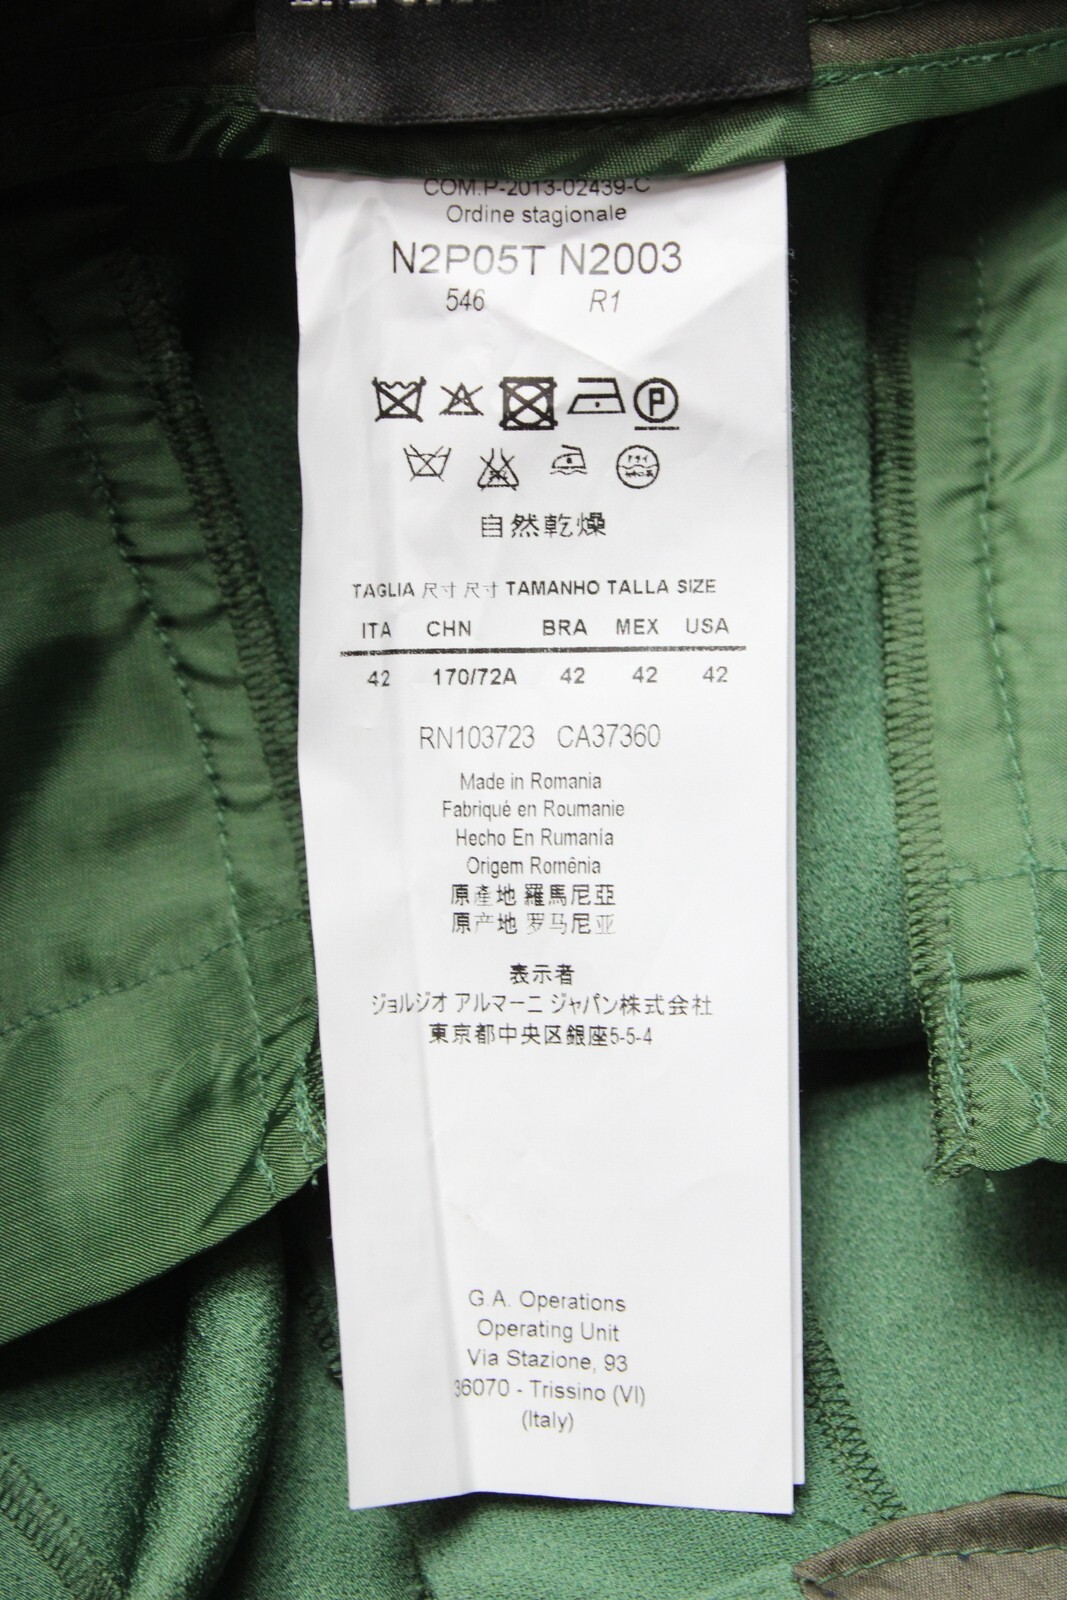 COM.P-2013-02439-C
Ordine stagionale
N2P05T N2003
546 R1
P
ドライ
自然乾燥
TAGLIA 尺寸 尺寸 TAMANHO TALLA SIZE
ITA CHN BRA MEX USA
42 170/72A 42 42 42
RN103723 CA37360
Made in Romania
Fabriqué en Roumanie
Hecho En Rumanía
Origem Romênia
原產地 羅馬尼亞
原产地 罗马尼亚
表示者
ジョルジオ アルマーニ ジャパン株式会社
東京都中央区銀座5-5-4
G.A. Operations
Operating Unit
Via Stazione, 93
36070 - Trissino (VI)
(Italy)